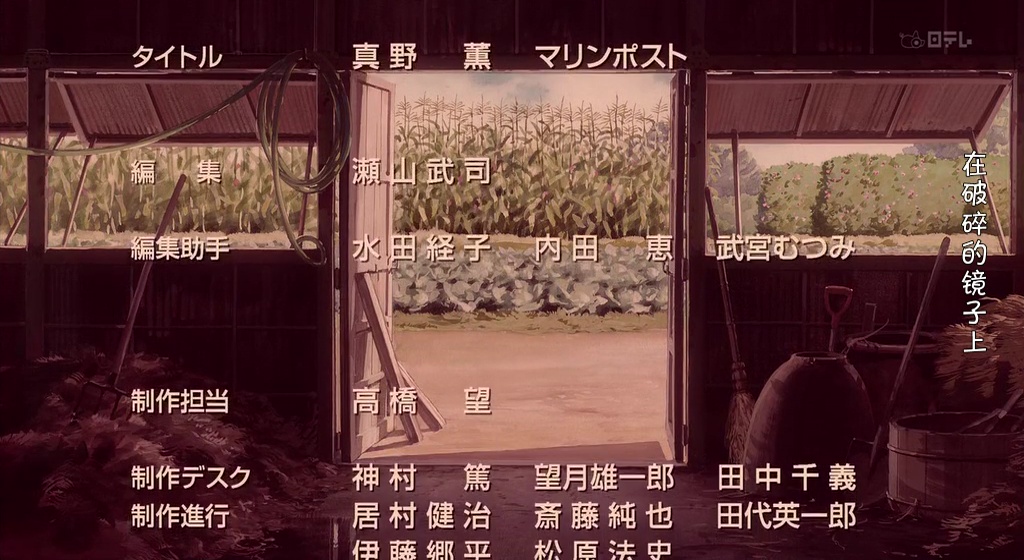 日テレ
タイトル 真野 薫 マリンポスト
編集 瀬山武司
編集助手 水田経子 内田 恵 武宮むつみ
制作担当 高橋 望
制作デスク 神村 篤 望月雄一郎 田中千義
制作進行 居村健治 斎藤純也 田代英一郎
伊藤郷平 松原法史
在破碎的镜子上